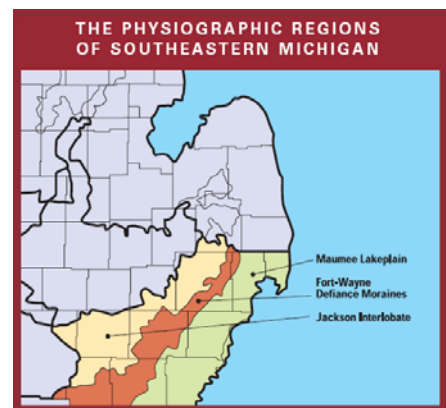 THE PHYSIOGRAPHIC REGIONS
OF SOUTHEASTERN MICHIGAN
Maumee Lakeplain
Fort-Wayne
Defiance Moraines
Jackson Interlobate